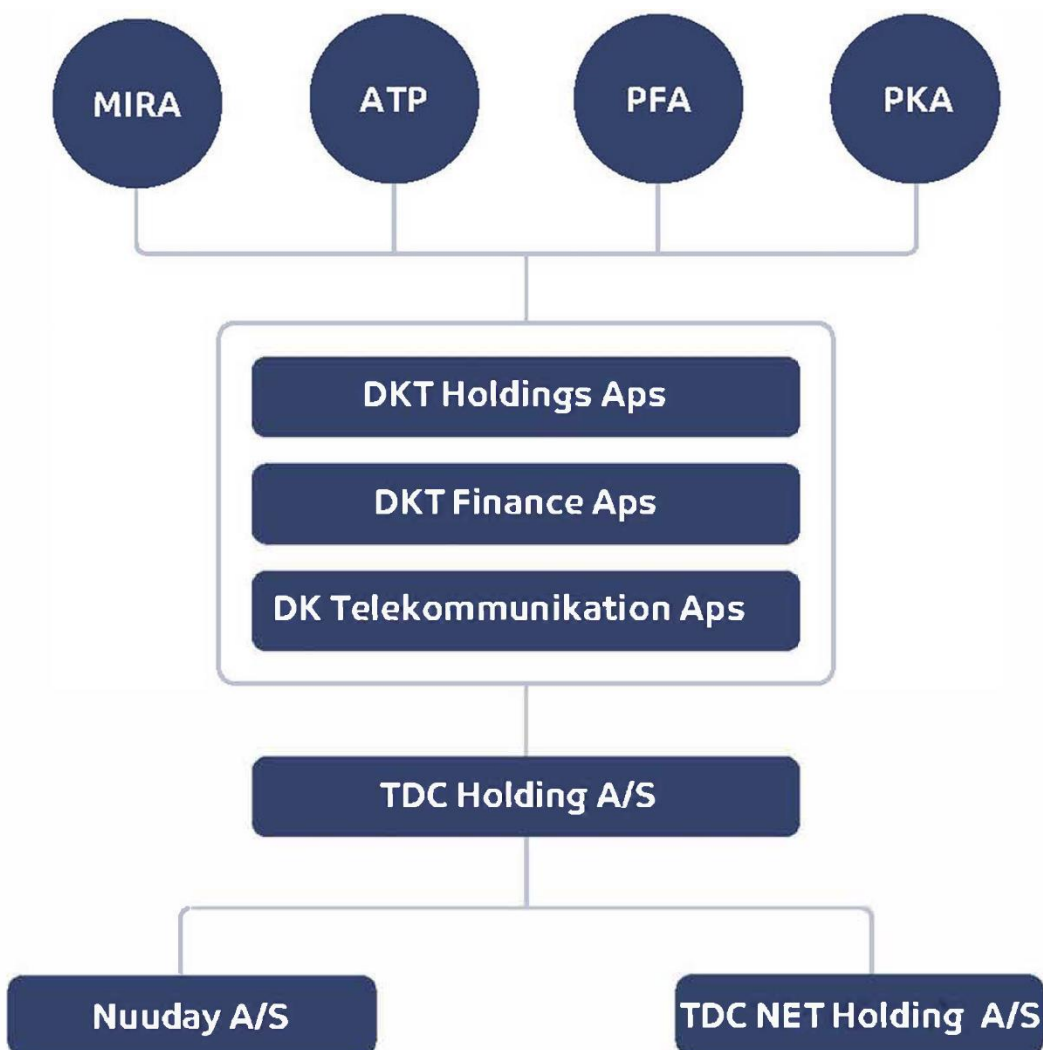 MIRA
ATP
PFA
PKA
DKT Holdings Aps
DKT Finance Aps
DK Telekommunikation Aps
TDC Holding A/S
Nuuday A/S
TDC NET Holding A/S